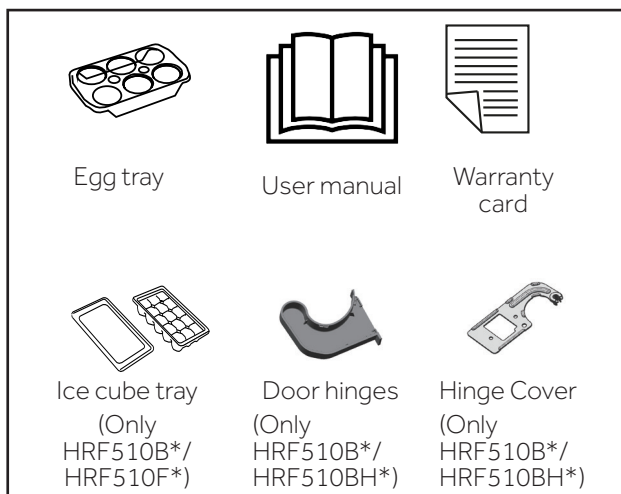 Egg tray
User manual
Warranty
card
Ice cube tray
(Only
HRF510B*/
HRF510F*)
Door hinges
(Only
HRF510B*/
HRF510BH*)
Hinge Cover
(Only
HRF510B*/
HRF510BH*)